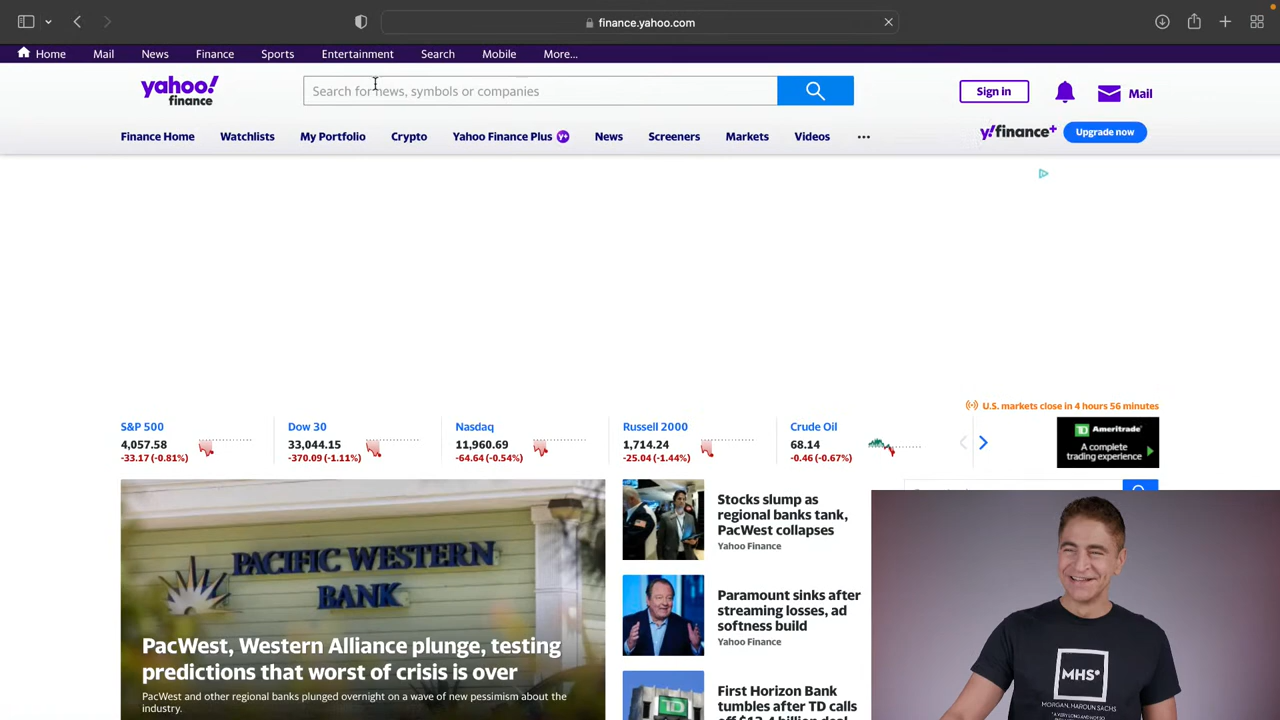 finance.yahoo.com
Home Mail News Finance Sports Entertainment Search Mobile More...
yahoo!
finance
Search for news, symbols or companies
Sign in
Mail
Finance Home Watchlists My Portfolio Crypto Yahoo Finance Plus News Screeners Markets Videos ...
y!finance+ Upgrade now
U.S. markets close in 4 hours 56 minutes
S&P 500
4,057.58
-33.17 (-0.81%)
Dow 30
33,044.15
-370.09 (-1.11%)
Nasdaq
11,960.69
-64.64 (-0.54%)
Russell 2000
1,714.24
-25.04 (-1.44%)
Crude Oil
68.14
-0.46 (-0.67%)
TD Ameritrade
A complete
trading experience
PACIFIC WESTERN
BANK
PacWest, Western Alliance plunge, testing
predictions that worst of crisis is over
PacWest and other regional banks plunged overnight on a wave of new pessimism about the
industry.
Stocks slump as
regional banks tank,
PacWest collapses
Yahoo Finance
Paramount sinks after
streaming losses, ad
softness build
Yahoo Finance
TD
First Horizon Bank
tumbles after TD calls
MHS
MORGAN, HAROUN SACHS